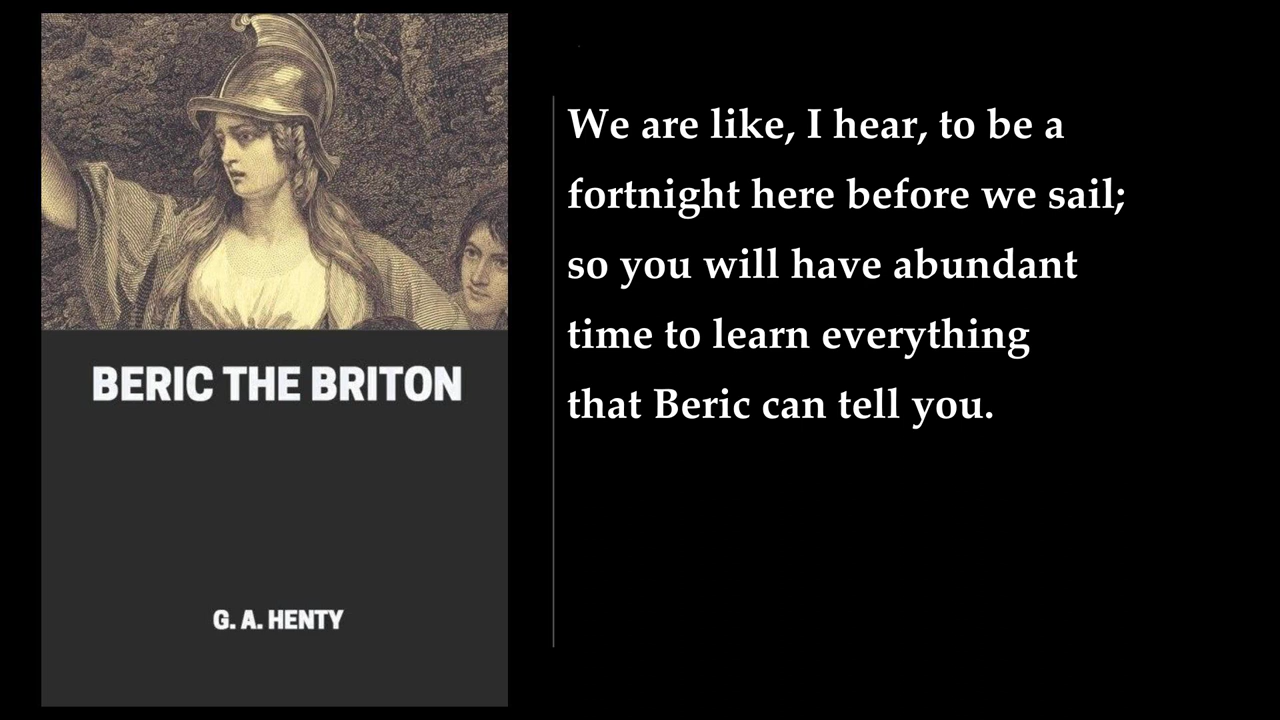 BERIC THE BRITON
G. A. HENTY
We are like, I hear, to be a
fortnight here before we sail;
so you will have abundant
time to learn everything
that Beric can tell you.